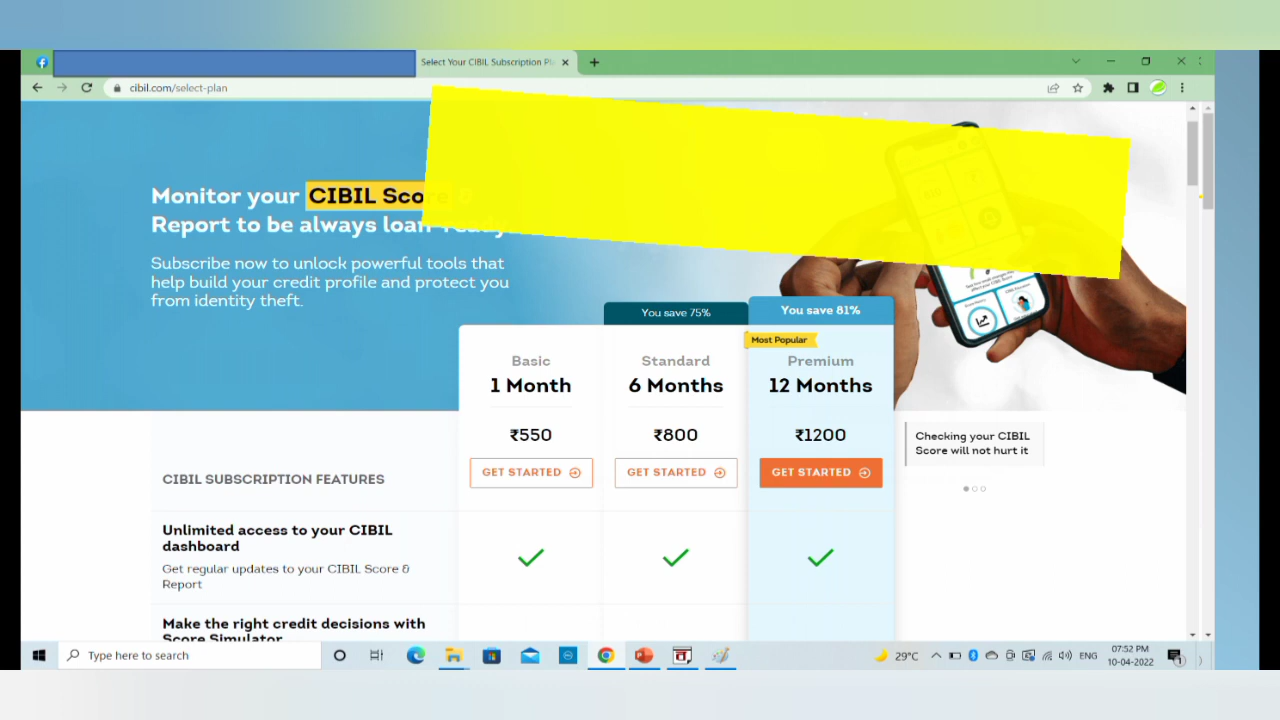 Select Your CIBIL Subscription Pl
cibil.com/select-plan
Monitor your CIBIL Score &
Report to be always loan ready.
Subscribe now to unlock powerful tools that
help build your credit profile and protect you
from identity theft.
You save 75%
You save 81%
Most Popular
Basic
1 Month
₹550
GET STARTED
Standard
6 Months
₹800
GET STARTED
Premium
12 Months
₹1200
GET STARTED
Checking your CIBIL
Score will not hurt it
CIBIL SUBSCRIPTION FEATURES
Unlimited access to your CIBIL
dashboard
Get regular updates to your CIBIL Score &
Report
Make the right credit decisions with
Score Simulator
Type here to search
29°C
ENG
07:52 PM
10-04-2022
1